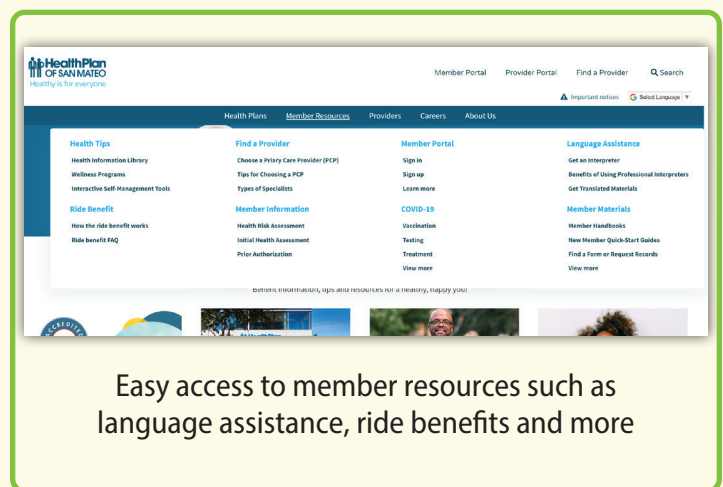 HealthPlan
OF SAN MATEO
Healthy is for everyone
Member Portal Provider Portal Find a Provider Search
Important notices Select Language
Health Plans Member Resources Providers Careers About Us
Health Tips
Health Information Library
Wellness Programs
Interactive Self-Management Tools
Find a Provider
Choose a Priary Care Provider (PCP)
Tips for Choosing a PCP
Types of Specialists
Member Portal
Sign in
Sign up
Learn more
Language Assistance
Get an Interpreter
Benefits of Using Professional Interpreters
Get Translated Materials
Ride Benefit
How the ride benefit works
Ride benefit FAQ
Member Information
Health Risk Assessment
Initial Health Assessment
Prior Authorization
COVID-19
Vaccination
Testing
Treatment
View more
Member Materials
Member Handbooks
New Member Quick-Start Guides
Find a Form or Request Records
View more
Benefit information, tips and resources for a healthy, happy you!
ACCREDITED
HealthPlan
Easy access to member resources such as
language assistance, ride benefits and more